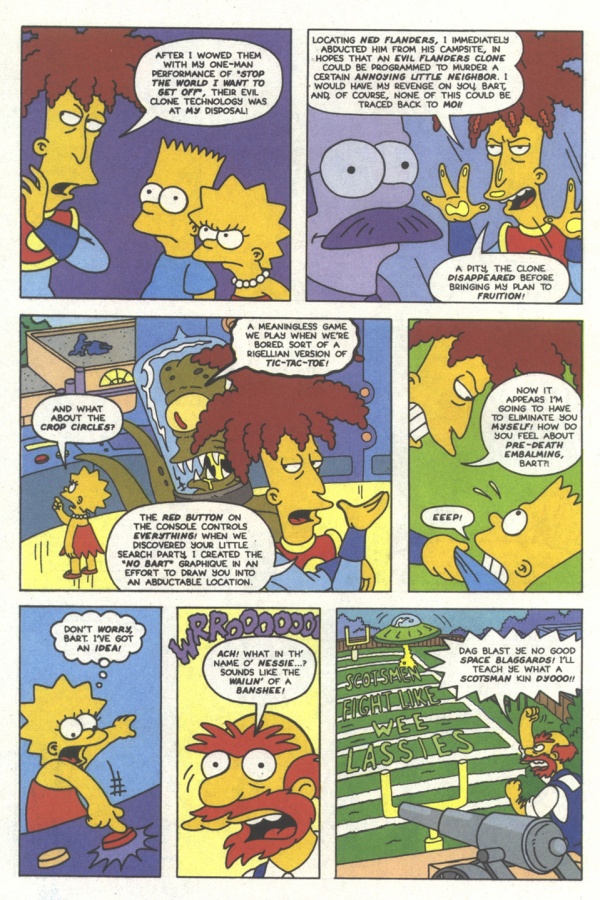 AFTER I WOWED THEM
WITH MY ONE-MAN
PERFORMANCE OF "STOP
THE WORLD I WANT TO
GET OFF", THEIR EVIL
CLONE TECHNOLOGY WAS
AT MY DISPOSAL!
LOCATING NED FLANDERS, I IMMEDIATELY
ABDUCTED HIM FROM HIS CAMPSITE, IN
HOPES THAT AN EVIL FLANDERS CLONE
COULD BE PROGRAMMED TO MURDER A
CERTAIN ANNOYING LITTLE NEIGHBOR. I
WOULD HAVE MY REVENGE ON YOU, BART,
AND, OF COURSE, NONE OF THIS COULD BE
TRACED BACK TO MOI!
A PITY, THE CLONE
DISAPPEARED BEFORE
BRINGING MY PLAN TO
FRUITION!
AND WHAT
ABOUT THE
CROP CIRCLES?
A MEANINGLESS GAME
WE PLAY WHEN WE'RE
BORED. SORT OF A
RIGELLIAN VERSION OF
TIC-TAC-TOE!
THE RED BUTTON ON
THE CONSOLE CONTROLS
EVERYTHING! WHEN WE
DISCOVERED YOUR LITTLE
SEARCH PARTY, I CREATED THE
"NO BART" GRAPHIQUE IN AN
EFFORT TO DRAW YOU INTO
AN ABDUCTABLE LOCATION.
NOW IT
APPEARS I'M
GOING TO HAVE
TO ELIMINATE YOU
MYSELF! HOW DO
YOU FEEL ABOUT
PRE-DEATH
EMBALMING,
BART?!
EEEP!
DON'T WORRY,
BART. I'VE GOT
AN IDEA!
WRROOOOOOO
ACH! WHAT IN TH'
NAME O' NESSIE...?
SOUNDS LIKE THE
WAILIN' OF A
BANSHEE!
DAG BLAST YE NO GOOD
SPACE BLAGGARDS! I'LL
TEACH YE WHAT A
SCOTSMAN KIN DYOOO!!
SCOTSMEN
FIGHT LIKE
WEE
LASSIES